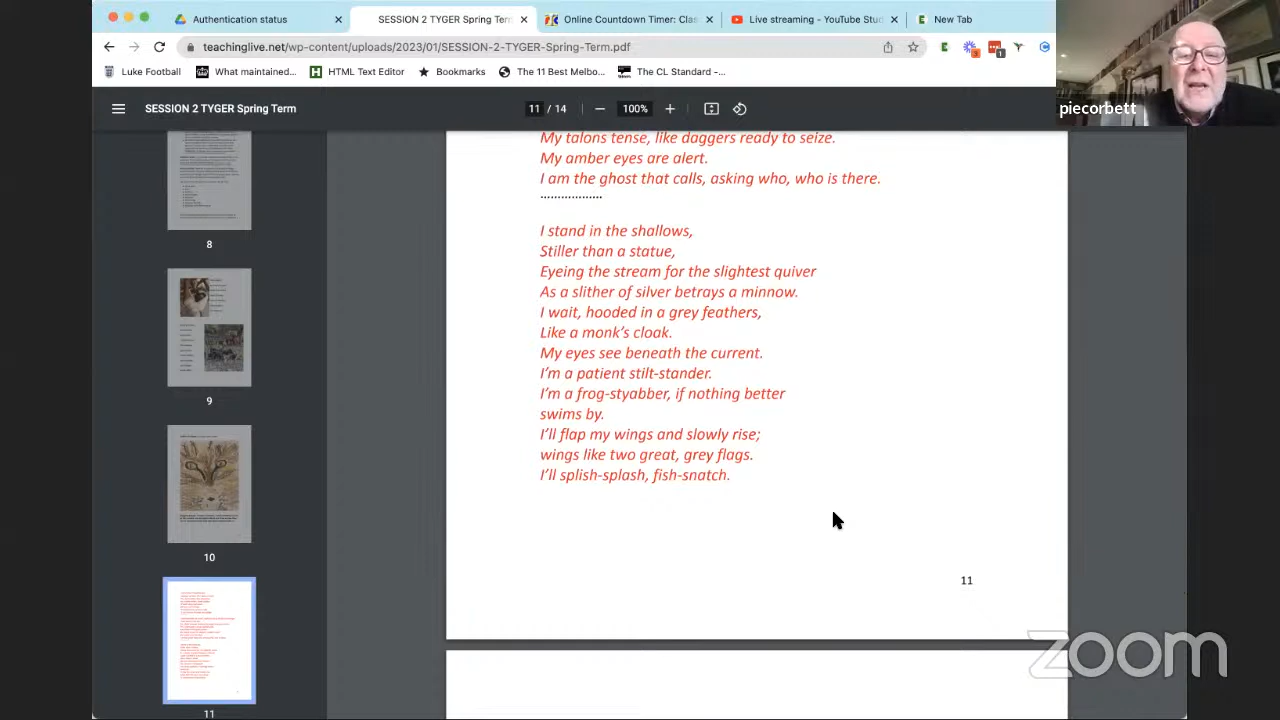 Authentication status
SESSION 2 TYGER Spring Term
Online Countdown Timer: Clas
Live streaming - YouTube Stud
New Tab
teachinglive.net/wp-content/uploads/2023/01/SESSION-2-TYGER-Spring-Term.pdf
Luke Football
What maintained...
HTML Text Editor
Bookmarks
The 11 Best Melbo...
The CL Standard -...
piecorbett
SESSION 2 TYGER Spring Term
11 / 14
100%
My talons tense, like daggers ready to seize.
My amber eyes are alert.
I am the ghost that calls, asking who, who is there.
................
I stand in the shallows,
Stiller than a statue,
Eyeing the stream for the slightest quiver
As a slither of silver betrays a minnow.
I wait, hooded in a grey feathers,
Like a monk's cloak.
My eyes see beneath the current.
I'm a patient stilt-stander.
I'm a frog-styabber, if nothing better
swims by.
I'll flap my wings and slowly rise;
wings like two great, grey flags.
I'll splish-splash, fish-snatch.
11
8
9
10
11
zoom